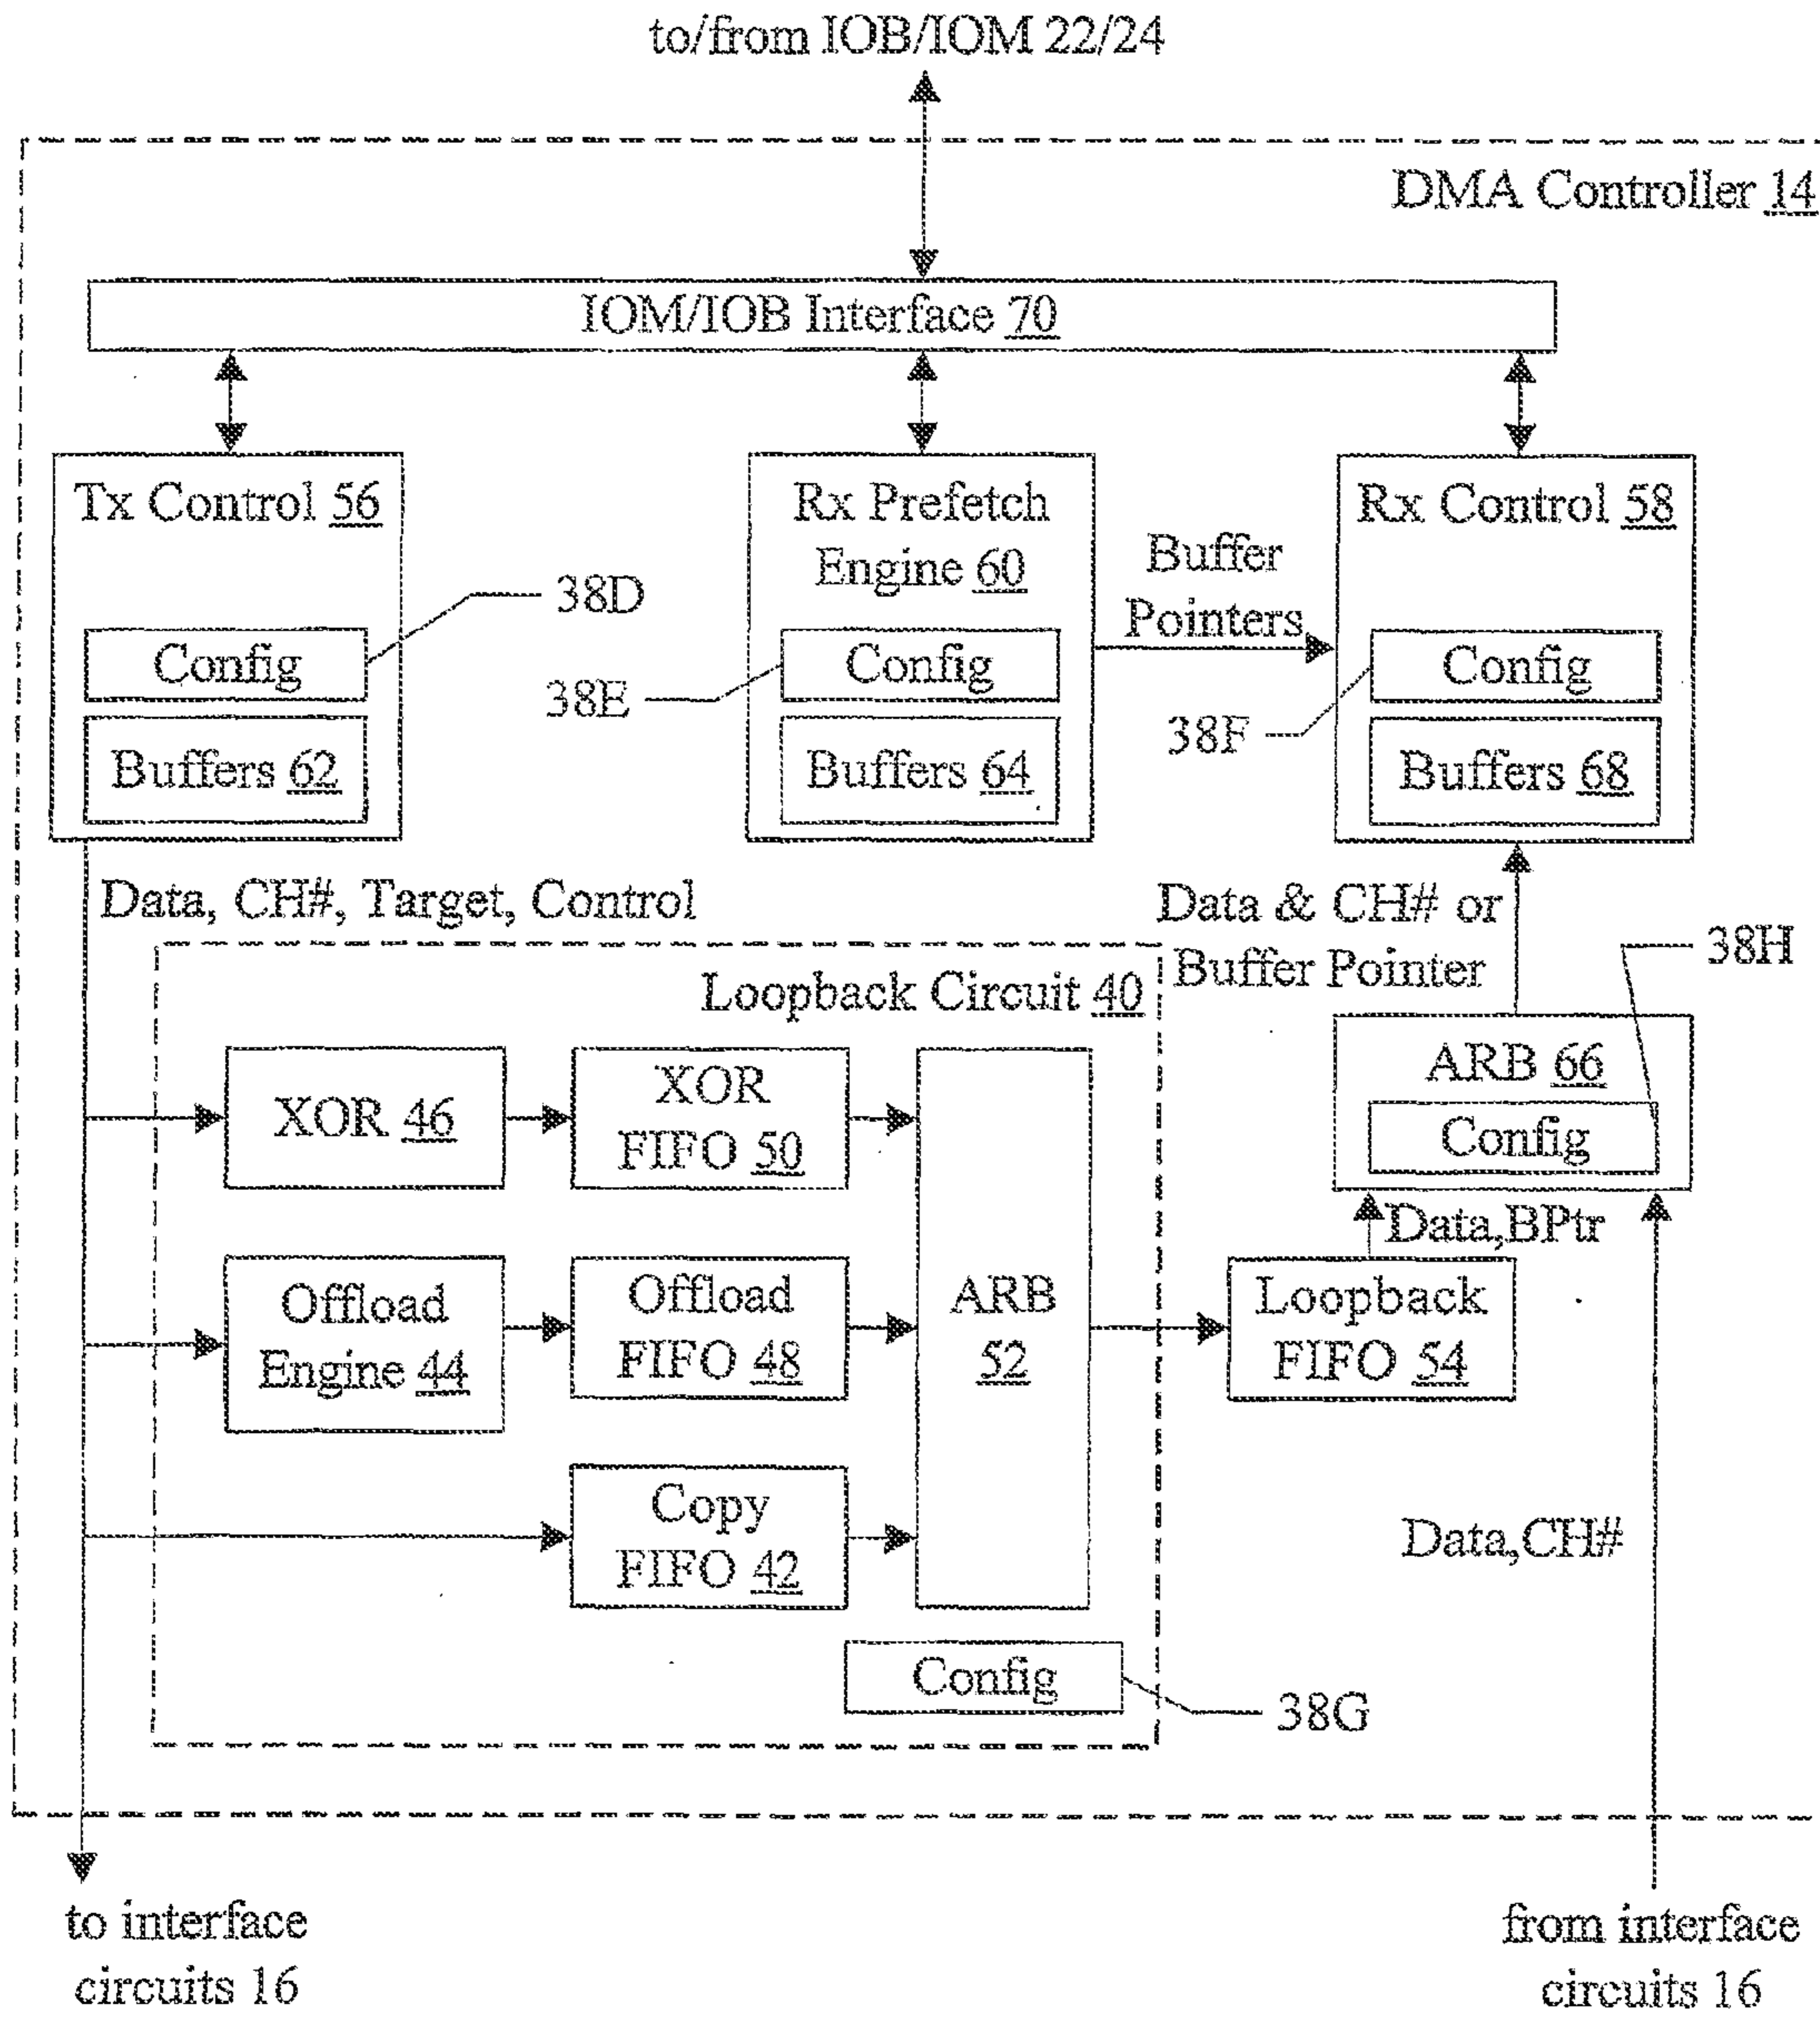 to/from IOB/IOM 22/24
DMA Controller 14
IOM/IOB Interface 70
Tx Control 56
Config
Buffers 62
38D
Rx Prefetch
Engine 60
Config
Buffers 64
38E
Buffer
Pointers
Rx Control 58
Config
Buffers 68
38F
Data, CH#, Target, Control
Data & CH# or
Buffer Pointer
38H
Loopback Circuit 40
XOR 46
XOR
FIFO 50
ARB 66
Config
Data,BPtr
Offload
Engine 44
Offload
FIFO 48
ARB
52
Loopback
FIFO 54
Copy
FIFO 42
Data,CH#
Config
38G
to interface
circuits 16
from interface
circuits 16